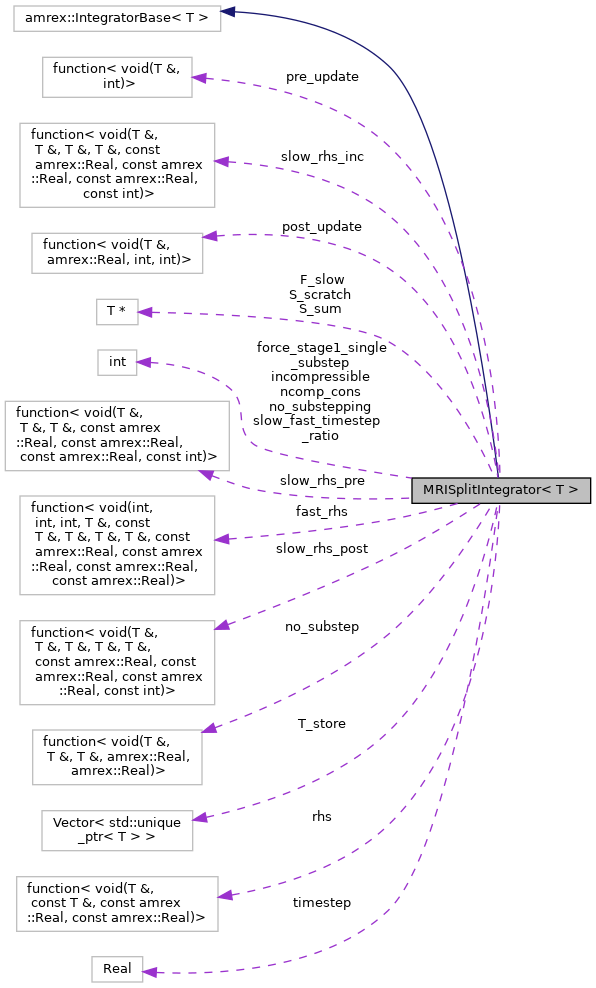 amrex::IntegratorBase< T >
function< void(T &,
int)>
pre_update
function< void(T &,
T &, T &, T &, const
amrex::Real, const amrex
::Real, const amrex::Real,
const int)>
slow_rhs_inc
function< void(T &,
amrex::Real, int, int)>
post_update
T *
F_slow
S_scratch
S_sum
int
force_stage1_single
_substep
incompressible
ncomp_cons
no_substepping
slow_fast_timestep
_ratio
function< void(T &,
T &, T &, const amrex
::Real, const amrex::Real,
const amrex::Real, const int)>
slow_rhs_pre
MRISplitIntegrator< T >
function< void(int,
int, int, T &, const
T &, T &, T &, T &, const
amrex::Real, const amrex
::Real, const amrex::Real,
const amrex::Real)>
fast_rhs
slow_rhs_post
function< void(T &,
T &, T &, T &, T &,
const amrex::Real, const
amrex::Real, const amrex
::Real, const int)>
no_substep
function< void(T &,
T &, T &, amrex::Real,
amrex::Real)>
T_store
Vector< std::unique
_ptr< T > >
rhs
function< void(T &,
const T &, const amrex
::Real, const amrex::Real)>
timestep
Real